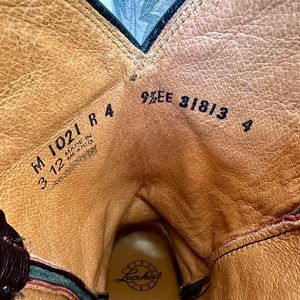 M 1021 R 4
3 12 MADE IN
MEXICO
9½EE 31813 4
Lucchese